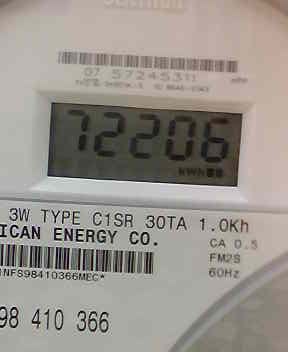 07 57245311
72206
kWh
3W TYPE C1SR 30TA 1.0Kh
ICAN ENERGY CO.
CA 0.5
FM2S
60Hz
1NFS98410366MEC*
98 410 366